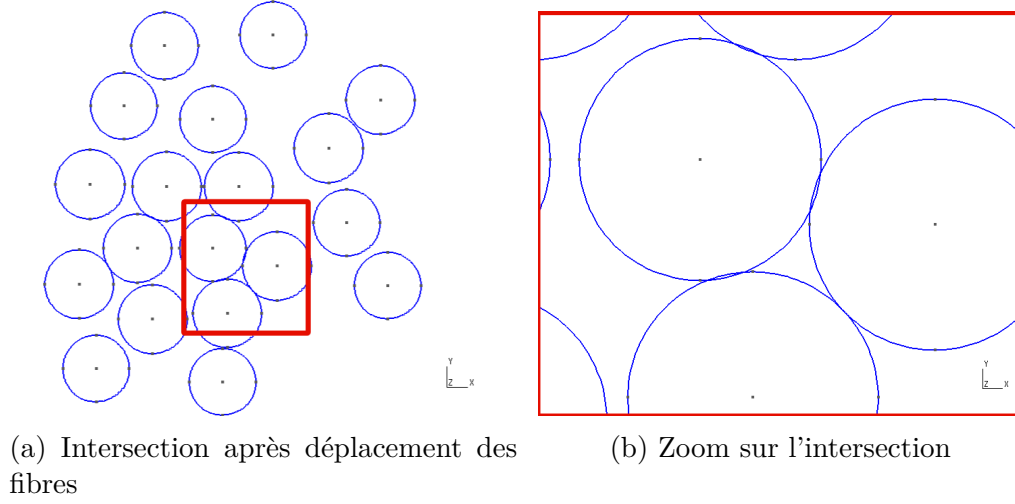 Y
Z X
Y
Z X
(a) Intersection après déplacement des
fibres
(b) Zoom sur l'intersection